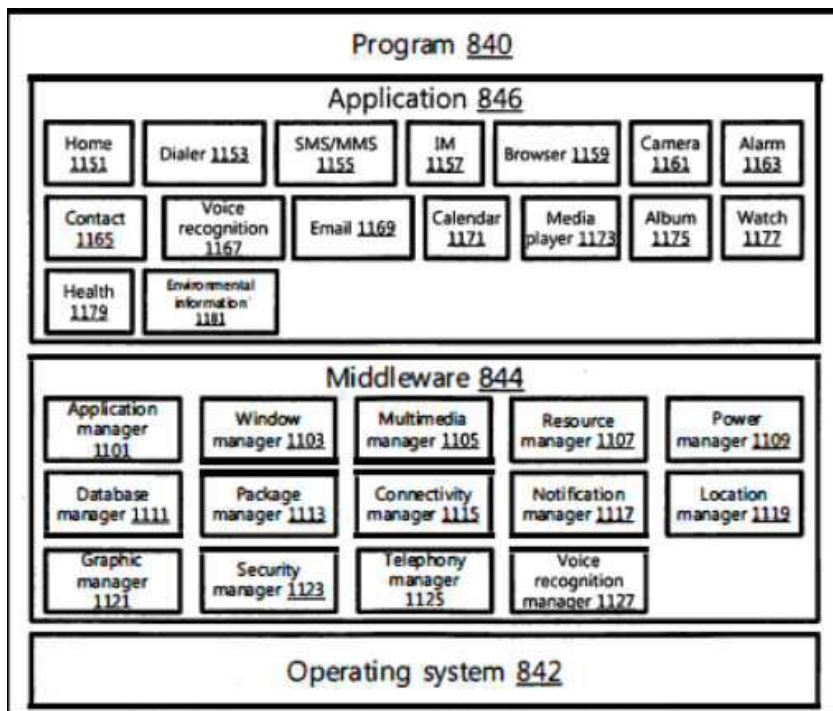 Program 840
Application 846
Home
1151
Dialer 1153
SMS/MMS
1155
IM
1157
Browser 1159
Camera
1161
Alarm
1163
Contact
1165
Voice
recognition
1167
Email 1169
Calendar
1171
Media
player 1173
Album
1175
Watch
1177
Health
1179
Environmental
information
1181
Middleware 844
Application
manager
1101
Window
manager 1103
Multimedia
manager 1105
Resource
manager 1107
Power
manager 1109
Database
manager 1111
Package
manager 1113
Connectivity
manager 1115
Notification
manager 1117
Location
manager 1119
Graphic
manager
1121
Security
manager 1123
Telephony
manager
1125
Voice
recognition
manager 1127
Operating system 842